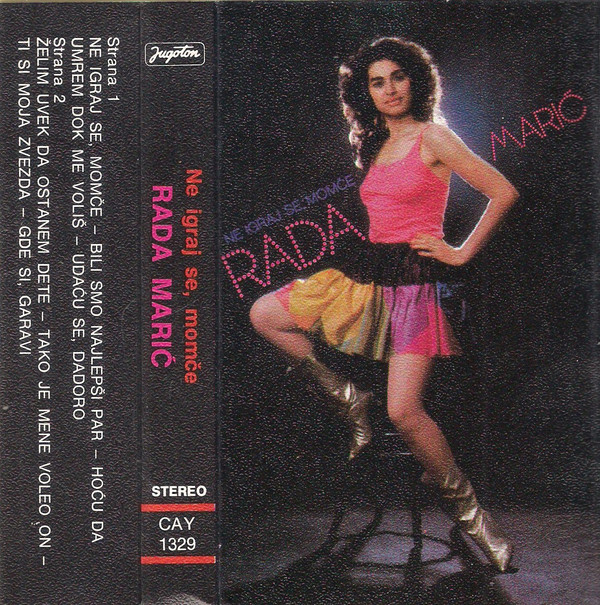 Strana 1
NE IGRAJ SE, MOMČE – BILI SMO NAJLEPŠI PAR – HOĆU DA
UMREM DOK ME VOLIŠ – UDAĆU SE, DADORO
Strana 2
ŽELIM UVEK DA OSTANEM DETE – TAKO JE MENE VOLEO ON –
TI SI MOJA ZVEZDA – GDE SI, GARAVI
Jugoton
Ne igraj se, momče
RADA MARIĆ
STEREO
CAY
1329
NE IGRAJ SE, MOMČE
RADA
MARIĆ